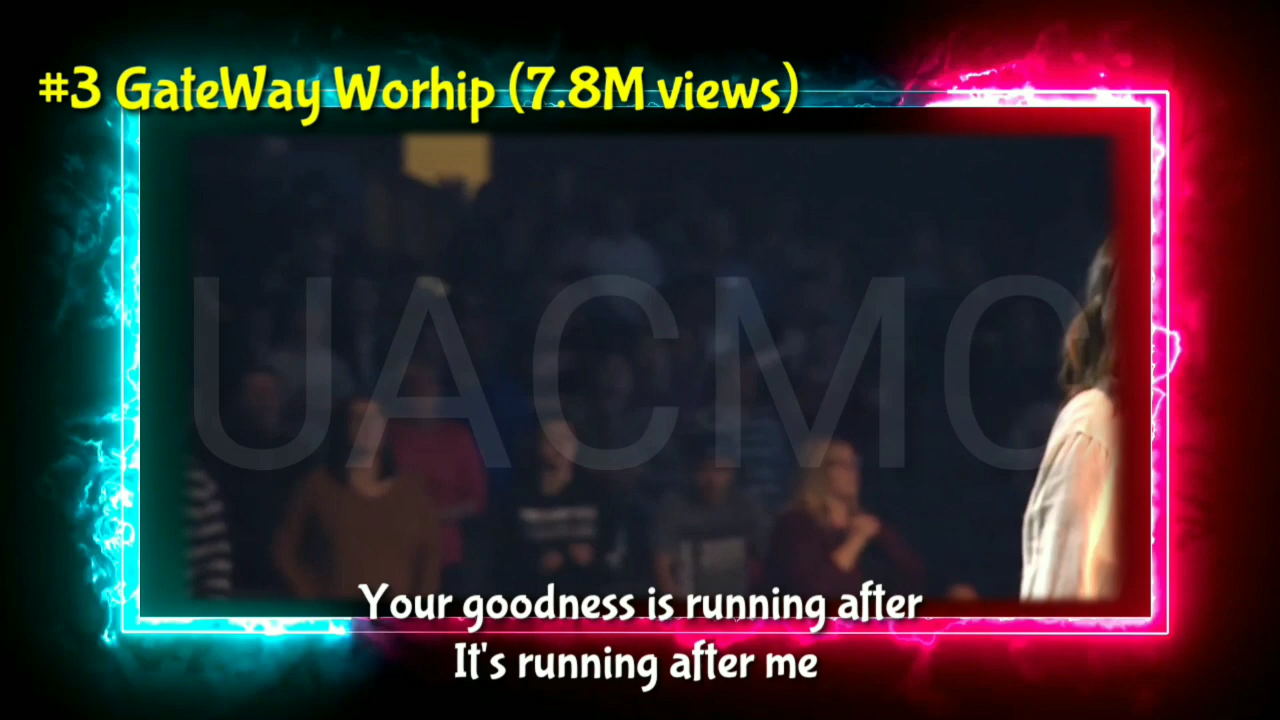 #3 GateWay Worhip (7.8M views)
UACMC
Your goodness is running after
It's running after me